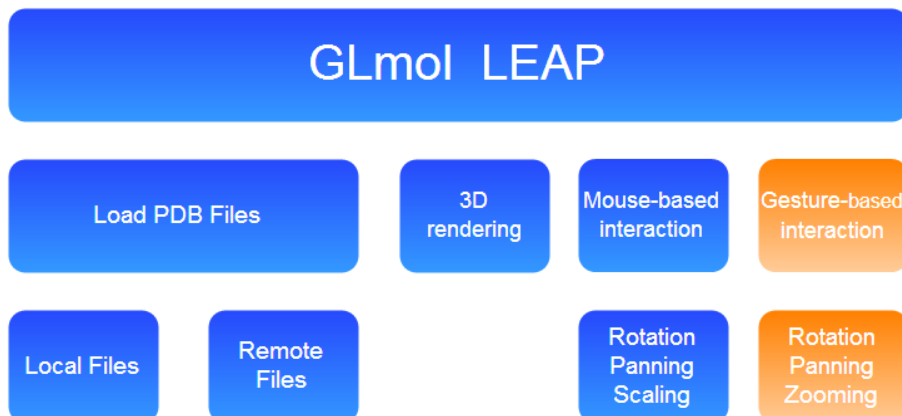 GLmol LEAP
Load PDB Files
3D
rendering
Mouse-based
interaction
Gesture-based
interaction
Local Files
Remote
Files
Rotation
Panning
Scaling
Rotation
Panning
Zooming